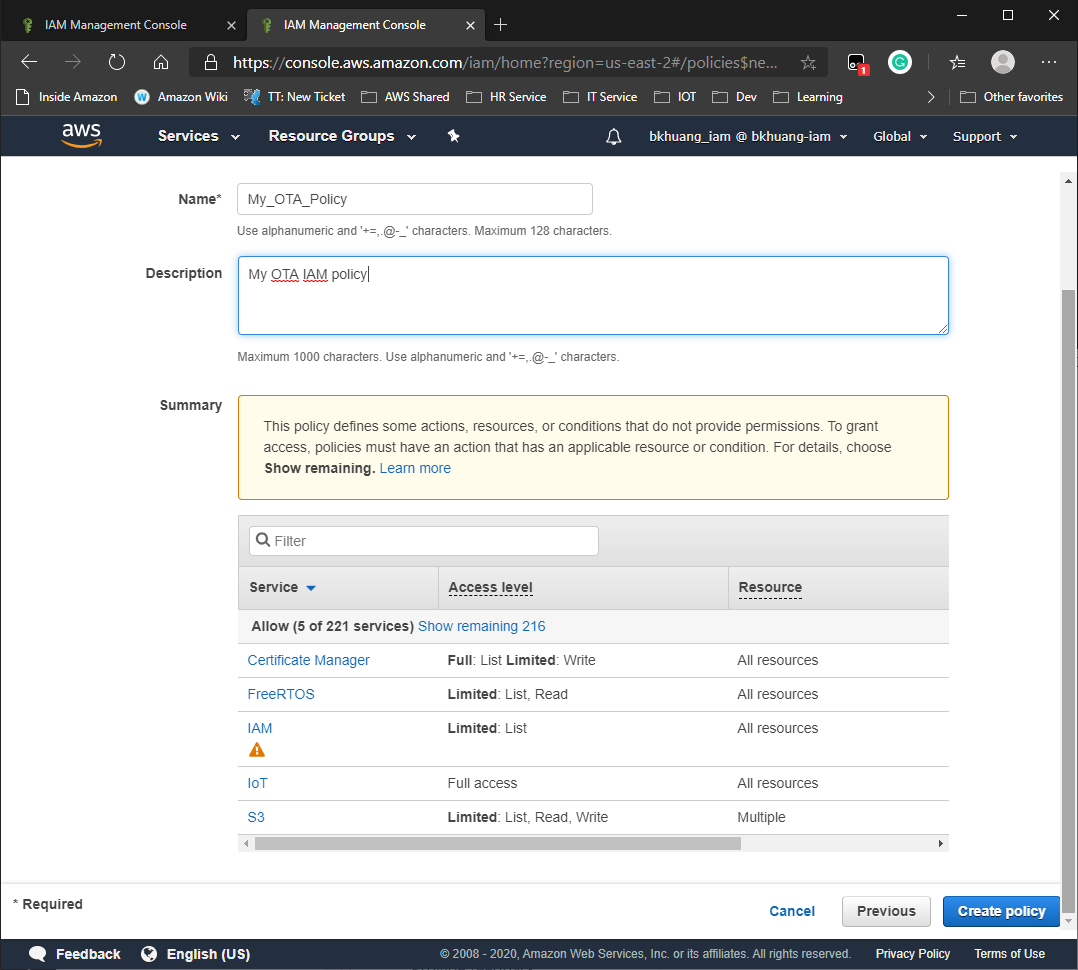 IAM Management Console
IAM Management Console
https://console.aws.amazon.com/iam/home?region=us-east-2#/policies$ne...
1
Inside Amazon
W
Amazon Wiki
TT: New Ticket
AWS Shared
HR Service
IT Service
IOT
Dev
Learning
Other favorites
aws
Services
Resource Groups
bkhuang_iam @ bkhuang-iam
Global
Support
Name*
My_OTA_Policy
Use alphanumeric and '+=,.@-_' characters. Maximum 128 characters.
Description
My OTA IAM policy
Maximum 1000 characters. Use alphanumeric and '+=,.@-_' characters.
Summary
This policy defines some actions, resources, or conditions that do not provide permissions. To grant
access, policies must have an action that has an applicable resource or condition. For details, choose
Show remaining. Learn more
Filter
Service Access level Resource
Allow (5 of 221 services) Show remaining 216
Certificate Manager Full: List Limited: Write All resources
FreeRTOS Limited: List, Read All resources
IAM Limited: List All resources
IoT Full access All resources
S3 Limited: List, Read, Write Multiple
* Required
Cancel
Previous
Create policy
Feedback
English (US)
© 2008 - 2020, Amazon Web Services, Inc. or its affiliates. All rights reserved.
Privacy Policy
Terms of Use